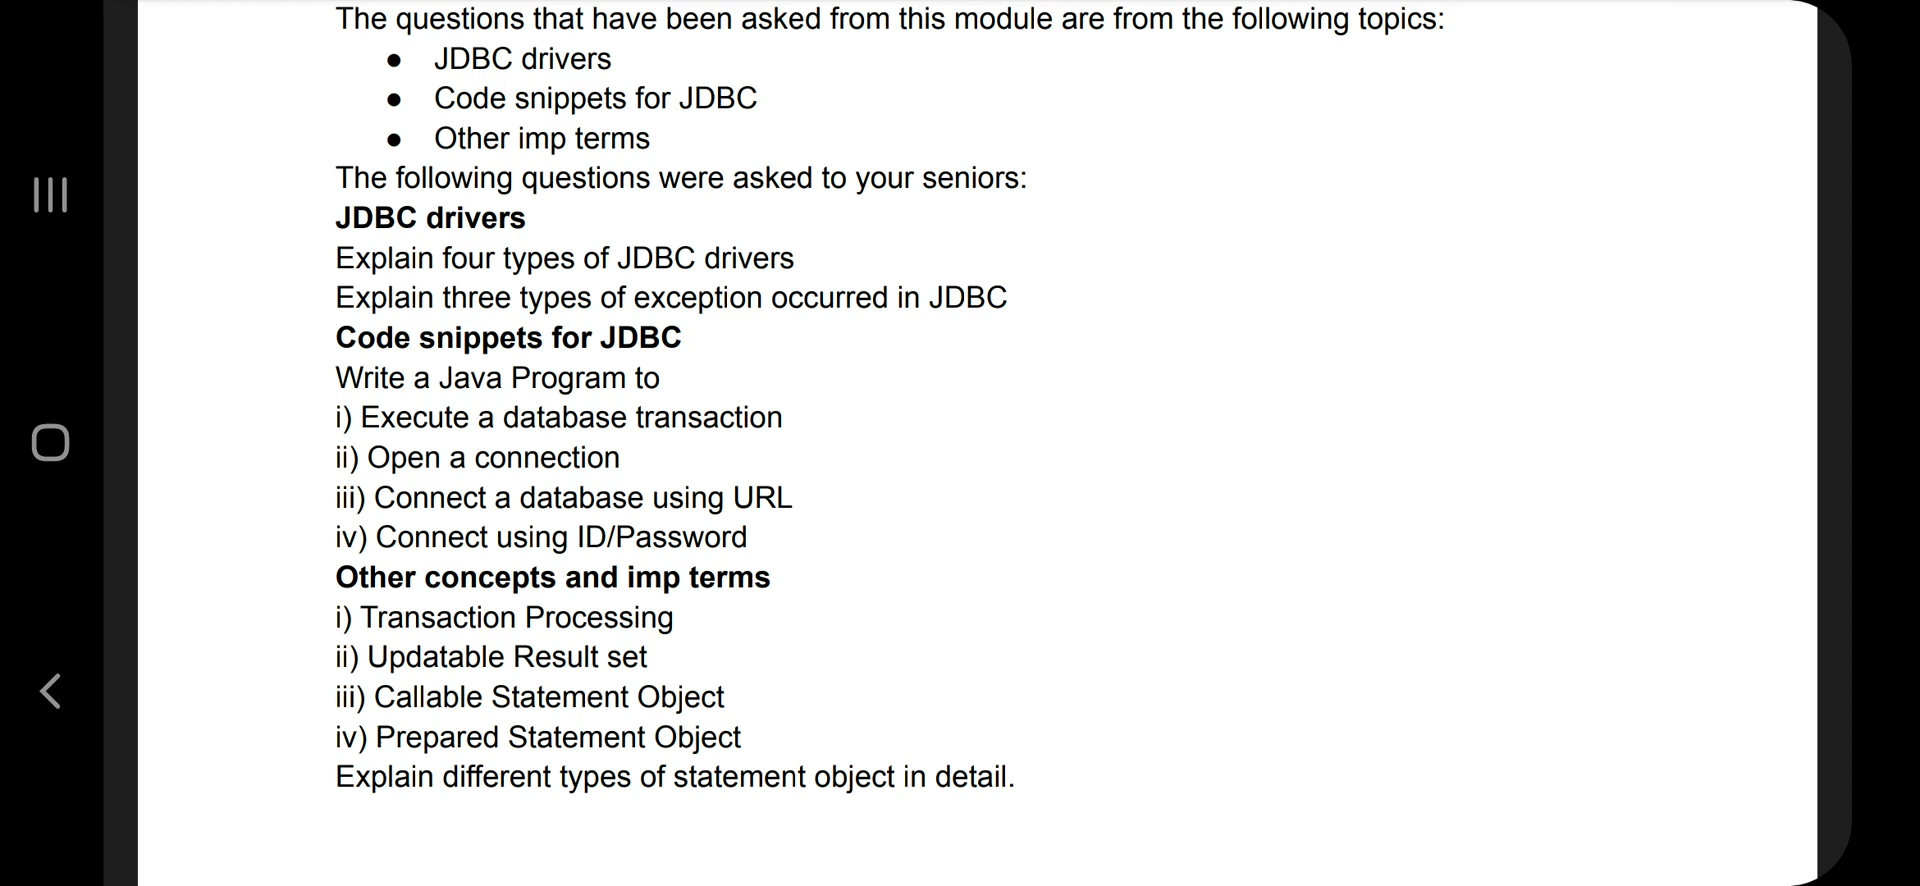 The questions that have been asked from this module are from the following topics:
● JDBC drivers
● Code snippets for JDBC
● Other imp terms
The following questions were asked to your seniors:
JDBC drivers
Explain four types of JDBC drivers
Explain three types of exception occurred in JDBC
Code snippets for JDBC
Write a Java Program to
i) Execute a database transaction
ii) Open a connection
iii) Connect a database using URL
iv) Connect using ID/Password
Other concepts and imp terms
i) Transaction Processing
ii) Updatable Result set
iii) Callable Statement Object
iv) Prepared Statement Object
Explain different types of statement object in detail.